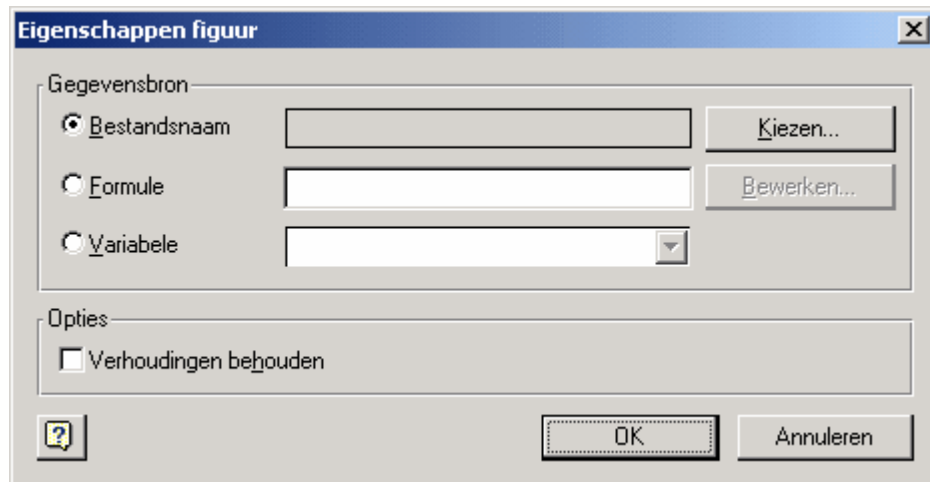 Eigenschappen figuur
Gegevensbron
Bestandsnaam
Kiezen...
Formule
Bewerken...
Variabele
Opties
Verhoudingen behouden
?
OK
Annuleren